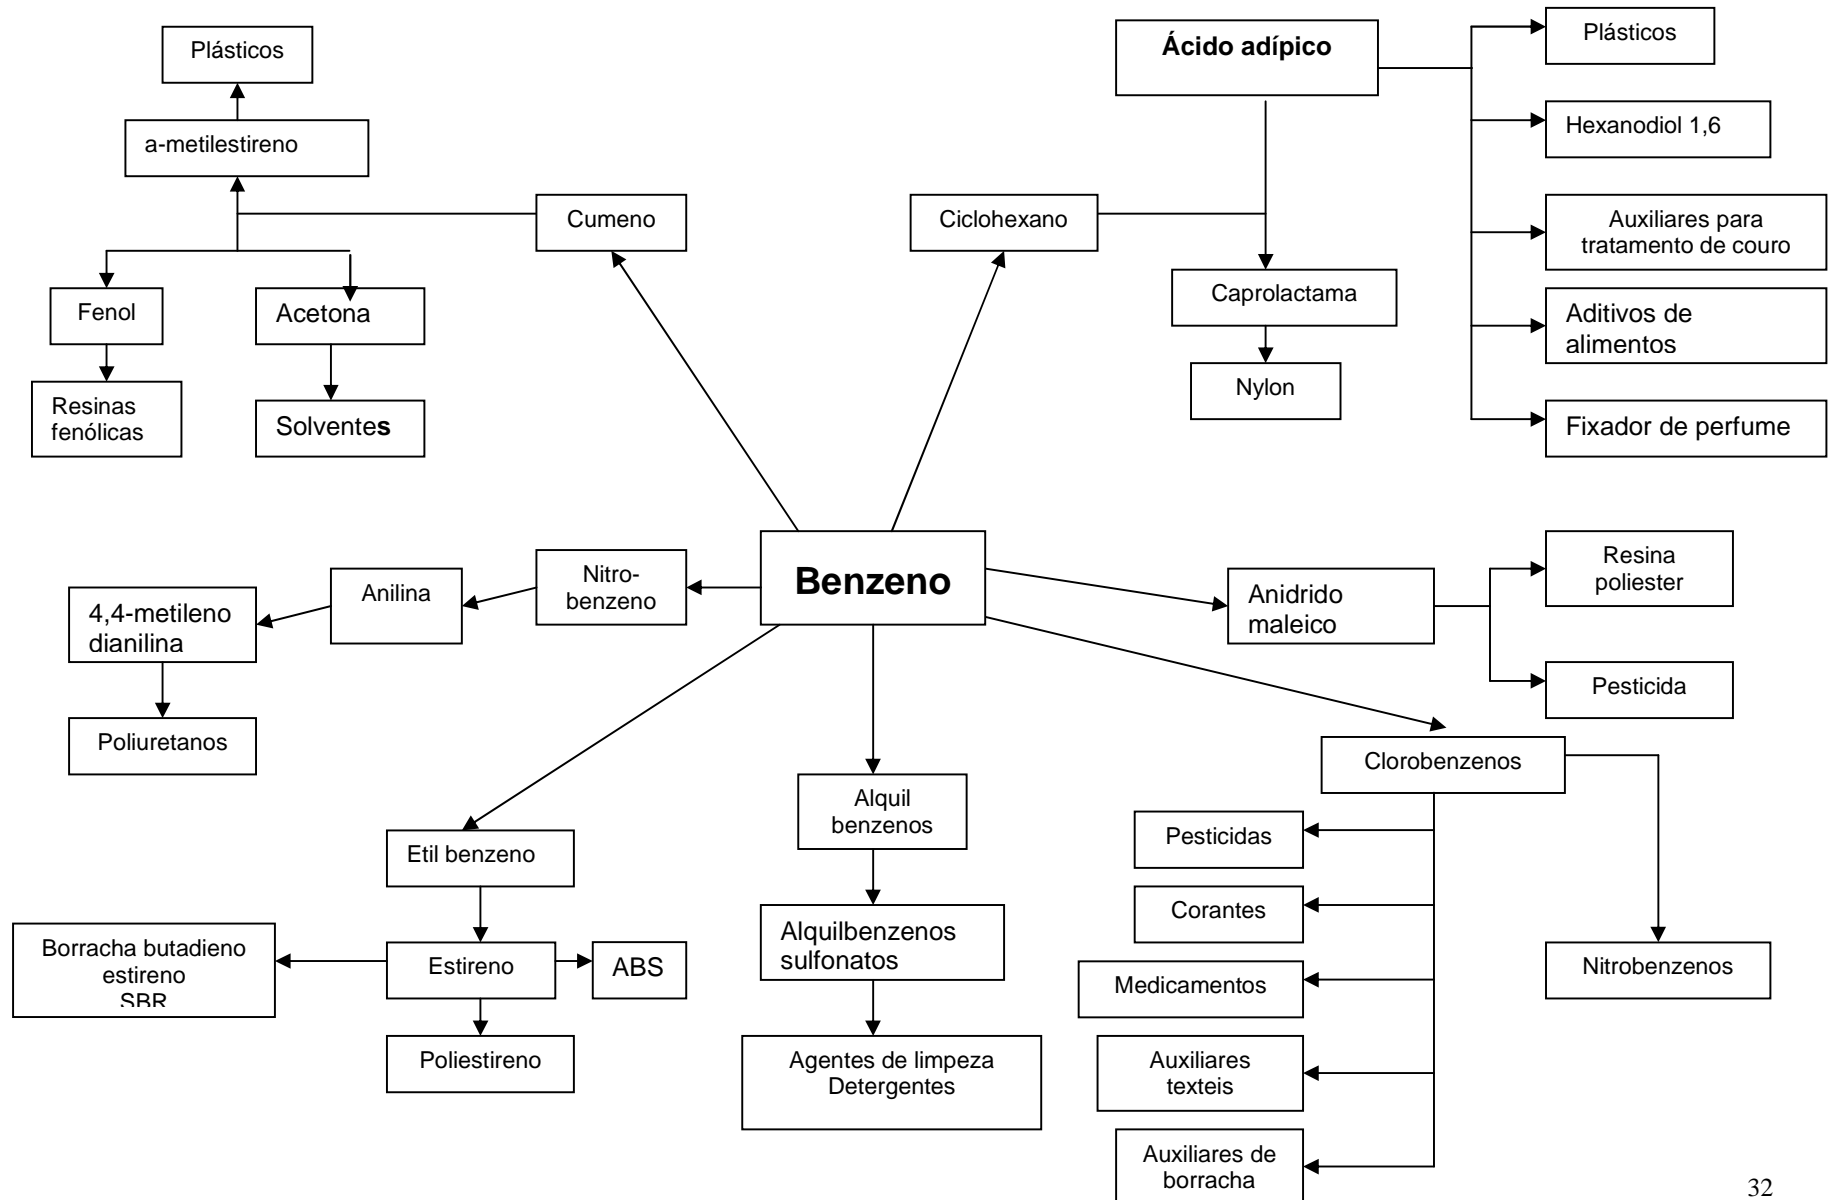 Plásticos
Ácido adípico
Plásticos
a-metilestireno
Hexanodiol 1,6
Cumeno
Ciclohexano
Auxiliares para
tratamento de couro
Fenol
Acetona
Caprolactama
Aditivos de
alimentos
Resinas
fenólicas
Solventes
Nylon
Fixador de perfume
Benzeno
Nitro-
benzeno
Anilina
4,4-metileno
dianilina
Poliuretanos
Anidrido
maleico
Resina
poliester
Pesticida
Clorobenzenos
Etil benzeno
Alquil
benzenos
Pesticidas
Corantes
Borracha butadieno
estireno
SBR
Estireno
ABS
Alquilbenzenos
sulfonatos
Medicamentos
Nitrobenzenos
Poliestireno
Agentes de limpeza
Detergentes
Auxiliares
texteis
Auxiliares de
borracha
32